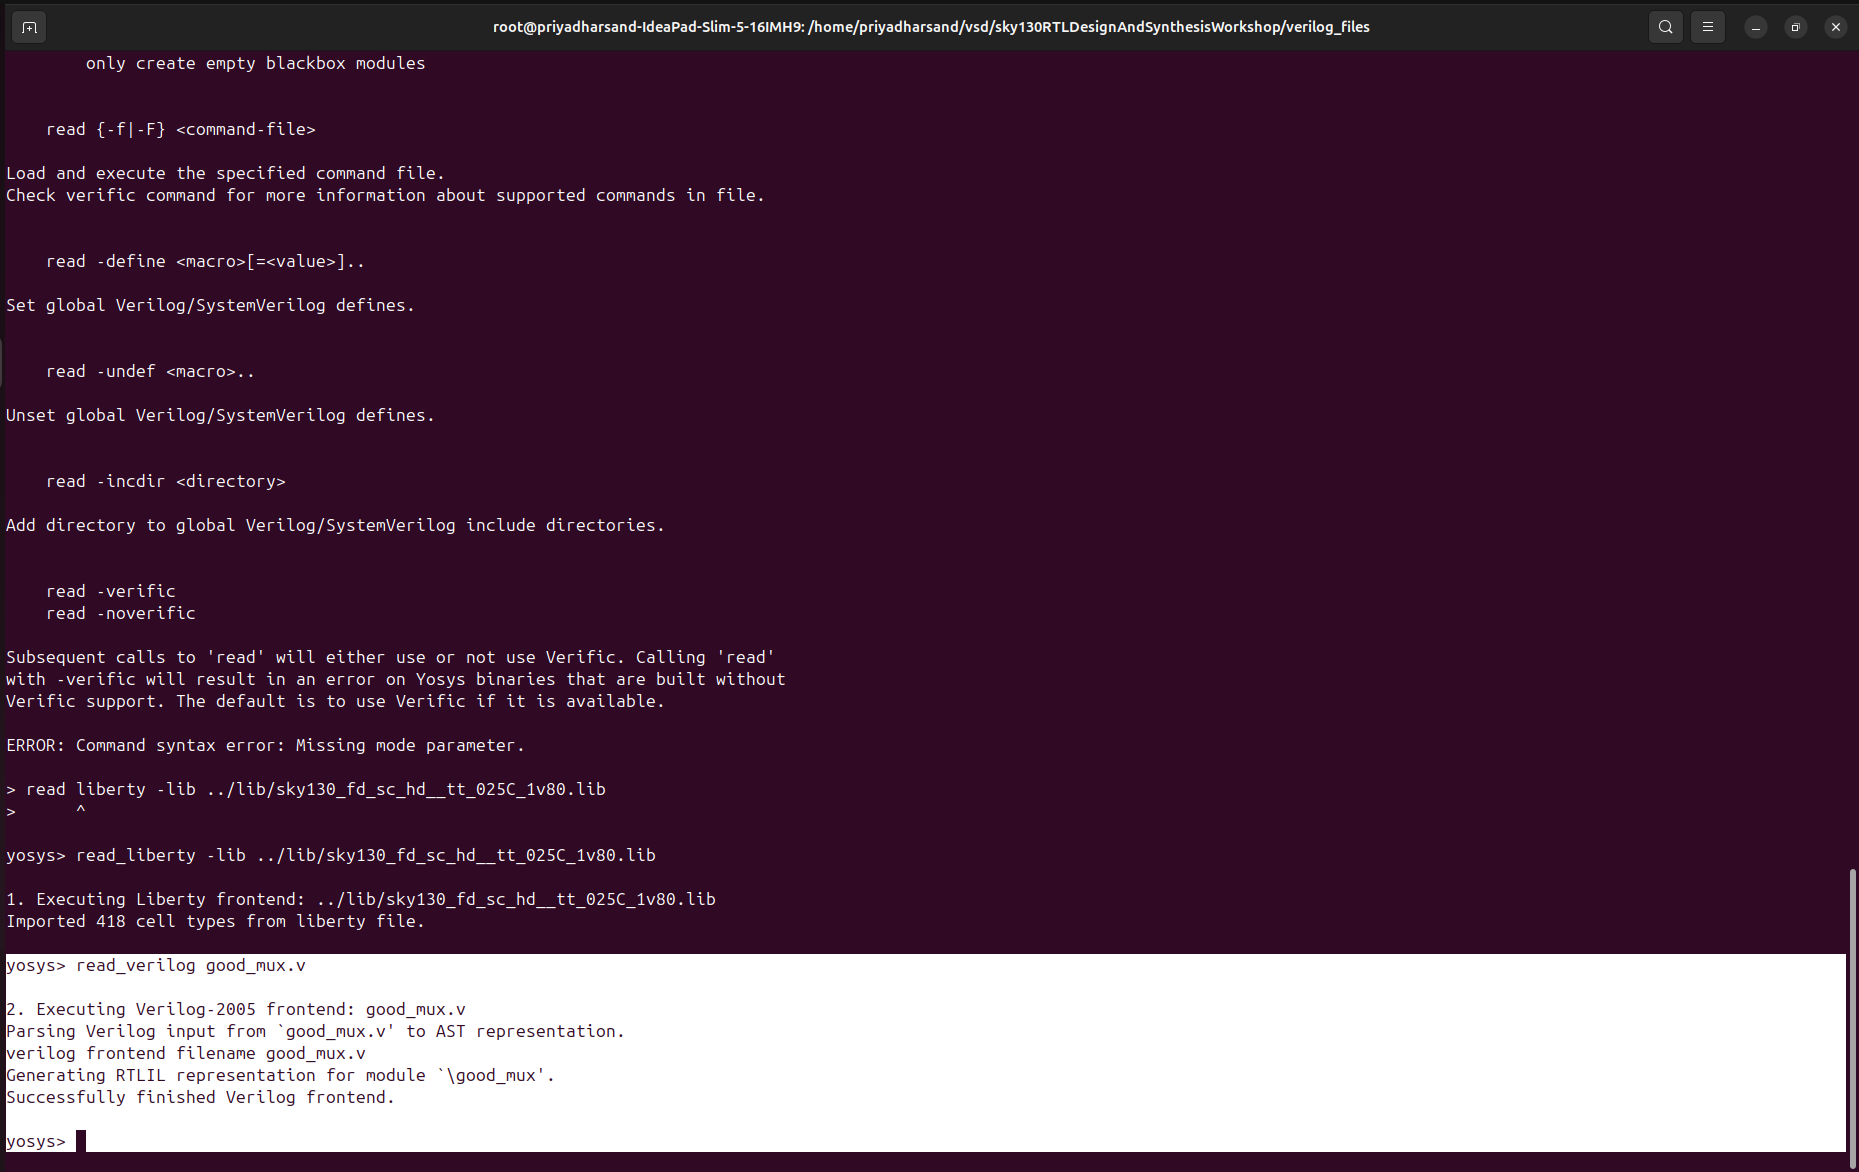 root@priyadharsand-IdeaPad-Slim-5-16IMH9: /home/priyadharsand/vsd/sky130RTLDesignAndSynthesisWorkshop/verilog_files
        only create empty blackbox modules
    read {-f|-F} <command-file>
Load and execute the specified command file.
Check verific command for more information about supported commands in file.
    read -define <macro>[=<value>]..
Set global Verilog/SystemVerilog defines.
    read -undef <macro>..
Unset global Verilog/SystemVerilog defines.
    read -incdir <directory>
Add directory to global Verilog/SystemVerilog include directories.
    read -verific
    read -noverific
Subsequent calls to 'read' will either use or not use Verific. Calling 'read'
with -verific will result in an error on Yosys binaries that are built without
Verific support. The default is to use Verific if it is available.
ERROR: Command syntax error: Missing mode parameter.
> read liberty -lib ../lib/sky130_fd_sc_hd__tt_025C_1v80.lib
>      ^
yosys> read_liberty -lib ../lib/sky130_fd_sc_hd__tt_025C_1v80.lib
1. Executing Liberty frontend: ../lib/sky130_fd_sc_hd__tt_025C_1v80.lib
Imported 418 cell types from liberty file.
yosys> read_verilog good_mux.v
2. Executing Verilog-2005 frontend: good_mux.v
Parsing Verilog input from `good_mux.v' to AST representation.
verilog frontend filename good_mux.v
Generating RTLIL representation for module `\good_mux'.
Successfully finished Verilog frontend.
yosys>